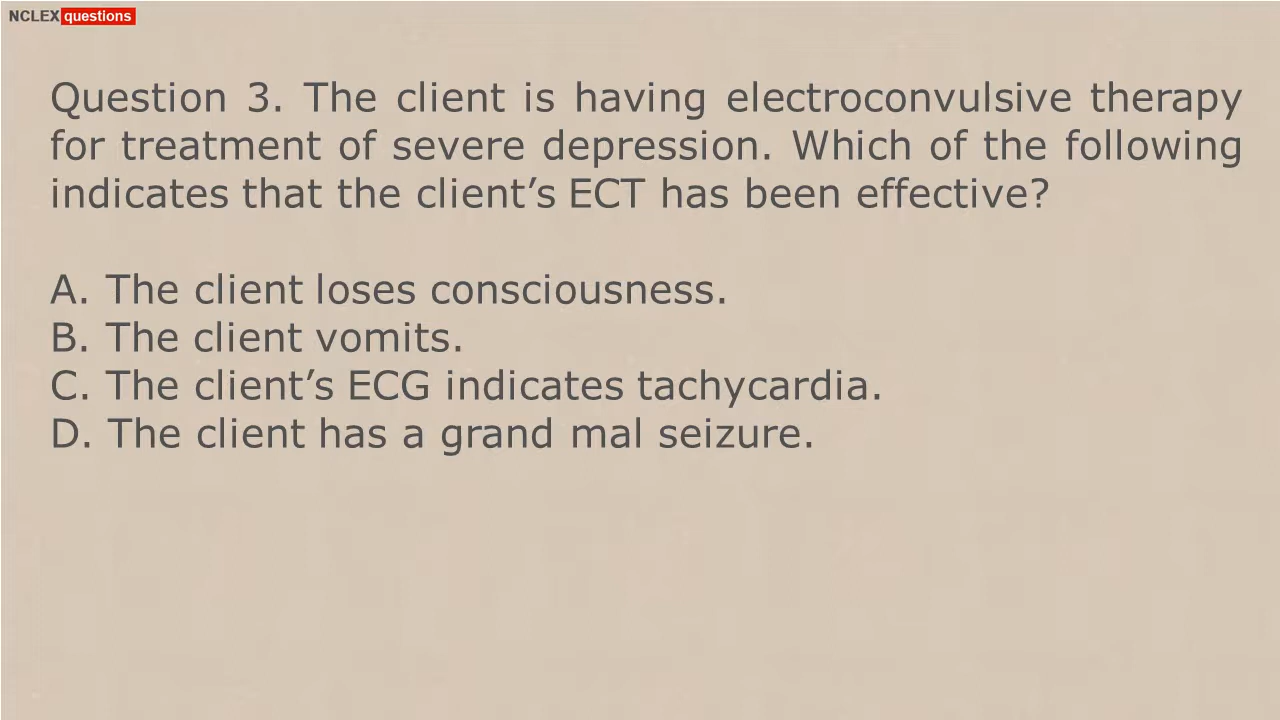 NCLEX questions
Question 3. The client is having electroconvulsive therapy
for treatment of severe depression. Which of the following
indicates that the client’s ECT has been effective?
A. The client loses consciousness.
B. The client vomits.
C. The client’s ECG indicates tachycardia.
D. The client has a grand mal seizure.